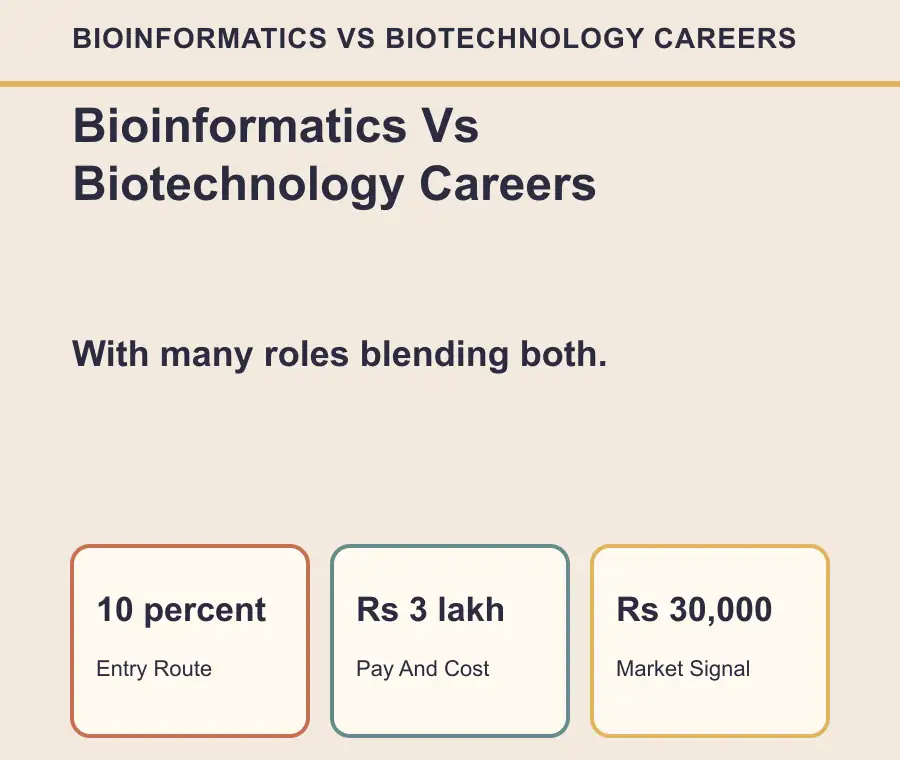 BIOINFORMATICS VS BIOTECHNOLOGY CAREERS
Bioinformatics Vs
Biotechnology Careers
With many roles blending both.
10 percent
Entry Route
Rs 3 lakh
Pay And Cost
Rs 30,000
Market Signal